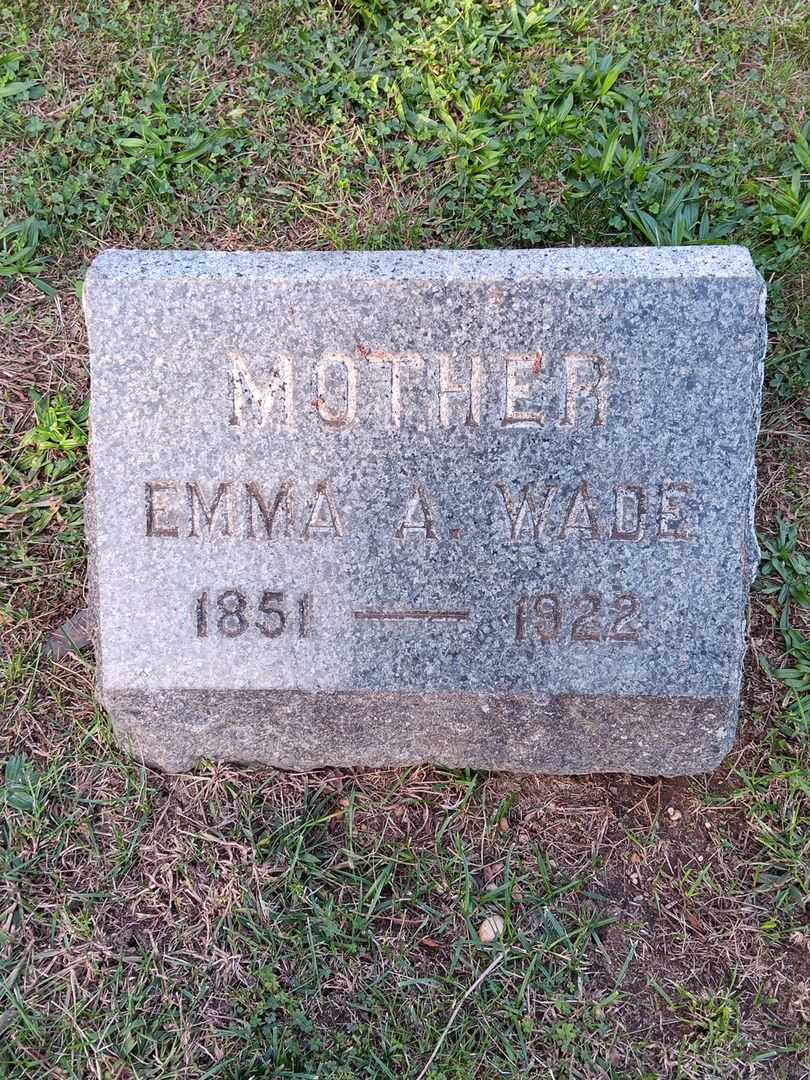 MOTHER
EMMA A. WADE
1851 — 1922